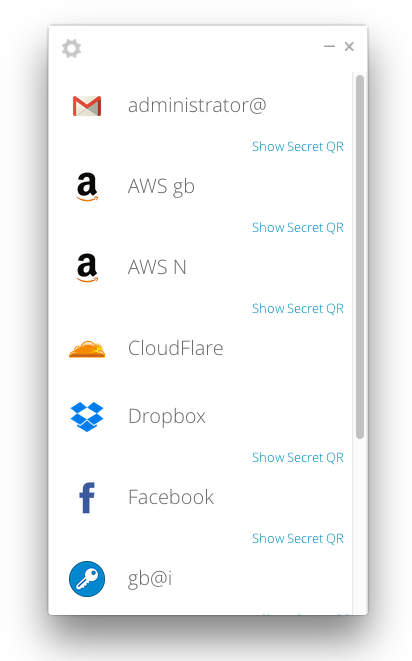 administrator@
Show Secret QR
AWS gb
Show Secret QR
AWS N
Show Secret QR
CloudFlare
Dropbox
Show Secret QR
Facebook
Show Secret QR
gb@i